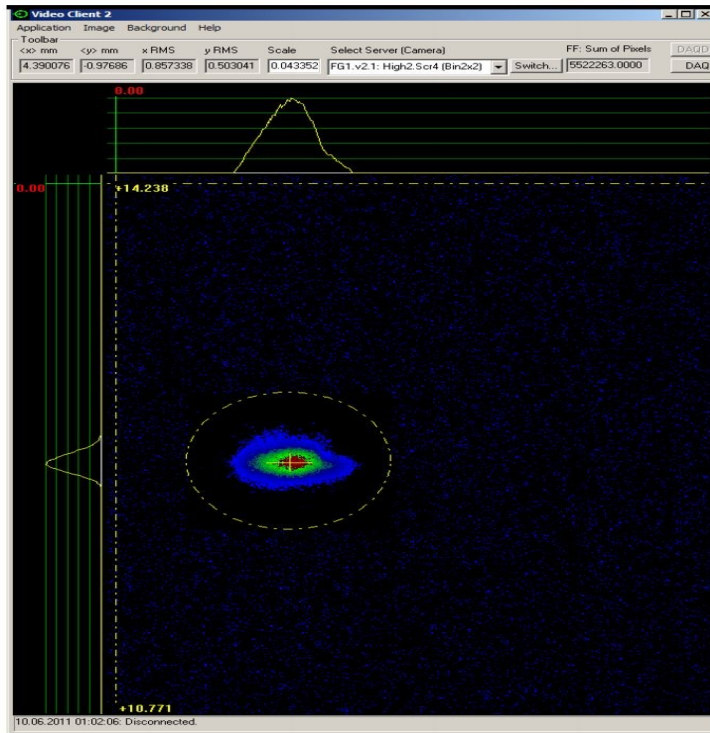 Video Client 2
Application Image Background Help
Toolbar
<x> mm <y> mm x RMS y RMS Scale Select Server (Camera) FF: Sum of Pixels DAQD
4.390076 -0.97686 0.857338 0.503041 0.043352 FG1.v2.1: High2.Scr4 (Bin2x2) Switch... 5522263.0000 DAQ
0.00
0.00 +14.238
+10.771
10.06.2011 01:02:06: Disconnected.